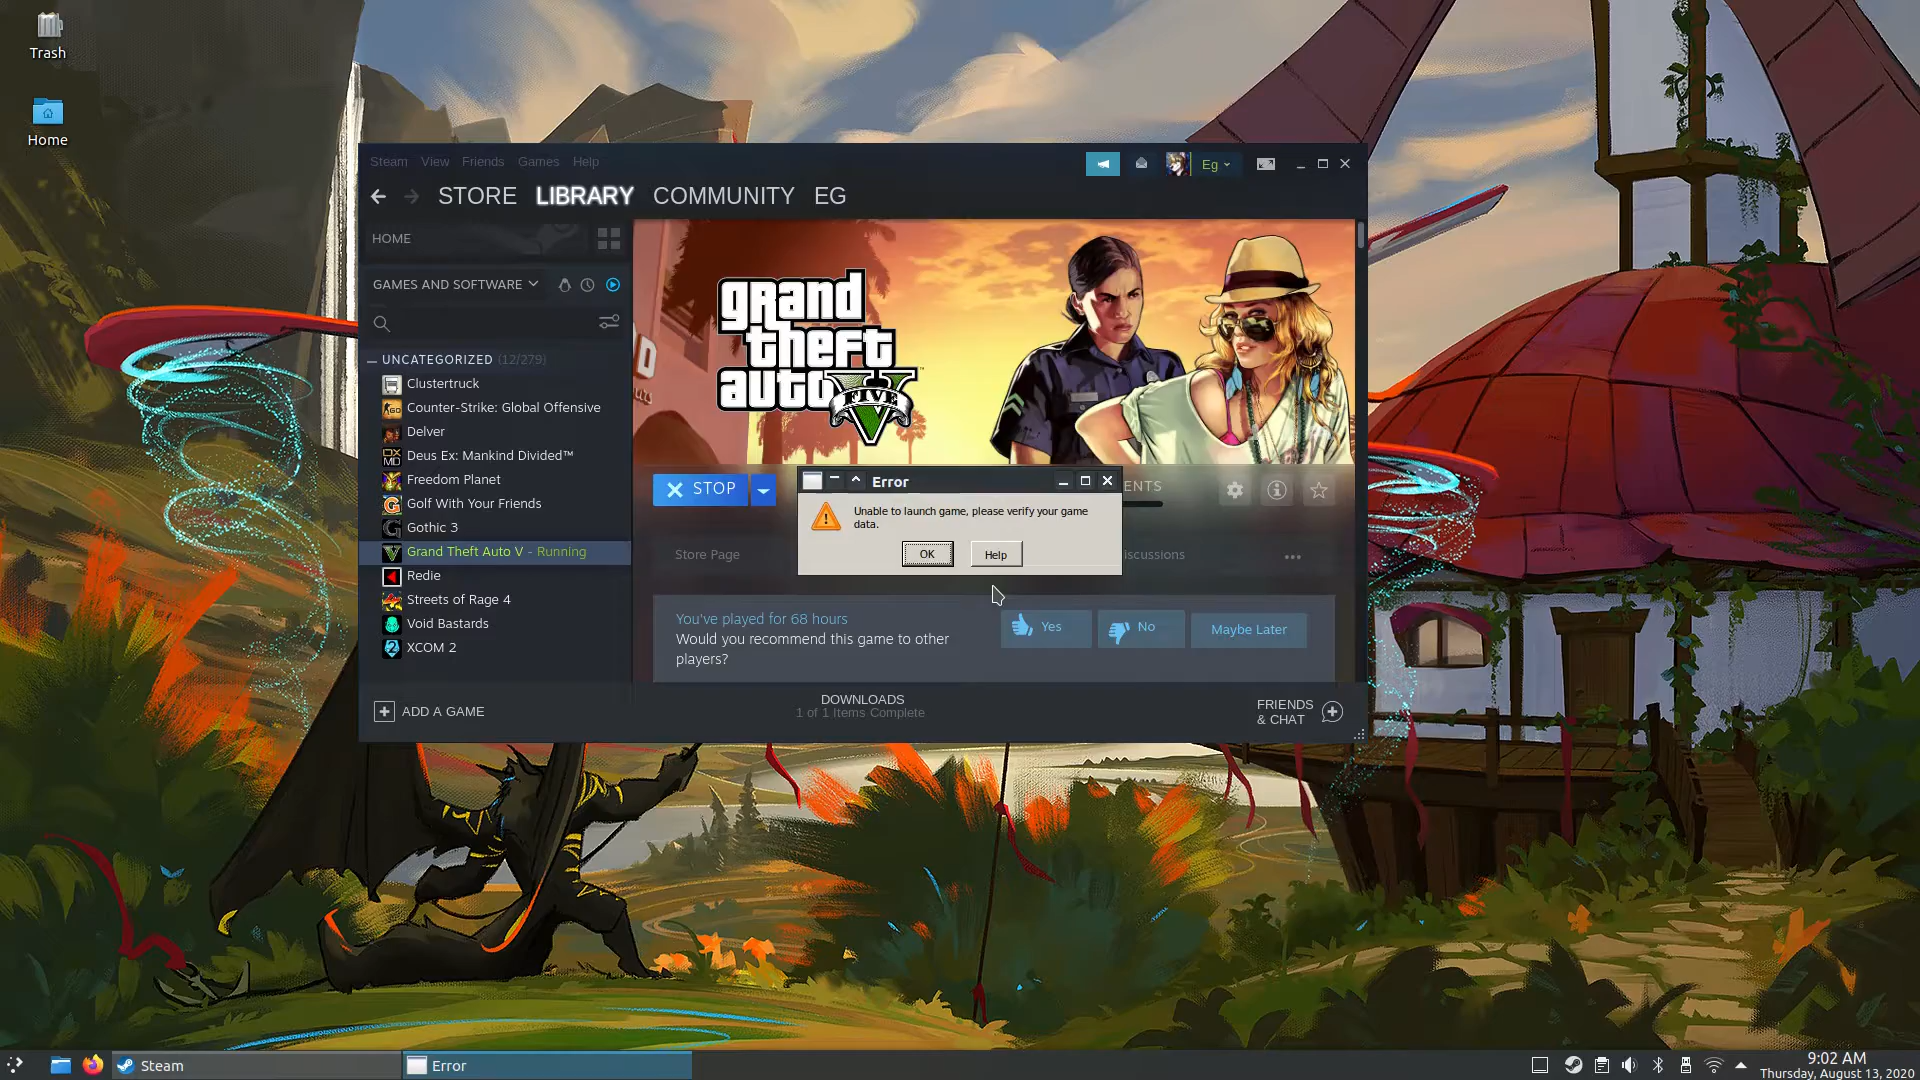 Trash
Home
Steam View Friends Games Help
Eg
STORE LIBRARY COMMUNITY EG
HOME
GAMES AND SOFTWARE
UNCATEGORIZED (12/279)
Clustertruck
Counter-Strike: Global Offensive
Delver
Deus Ex: Mankind Divided™
Freedom Planet
Golf With Your Friends
Gothic 3
Grand Theft Auto V - Running
Redie
Streets of Rage 4
Void Bastards
XCOM 2
ADD A GAME
grand
theft
auto V
FIVE
STOP
ENTS
Error
Unable to launch game, please verify your game
data.
OK Help
Store Page
iscussions
You've played for 68 hours
Would you recommend this game to other
players?
Yes No Maybe Later
DOWNLOADS
1 of 1 Items Complete
FRIENDS
& CHAT
Steam
Error
9:02 AM
Thursday, August 13, 2020